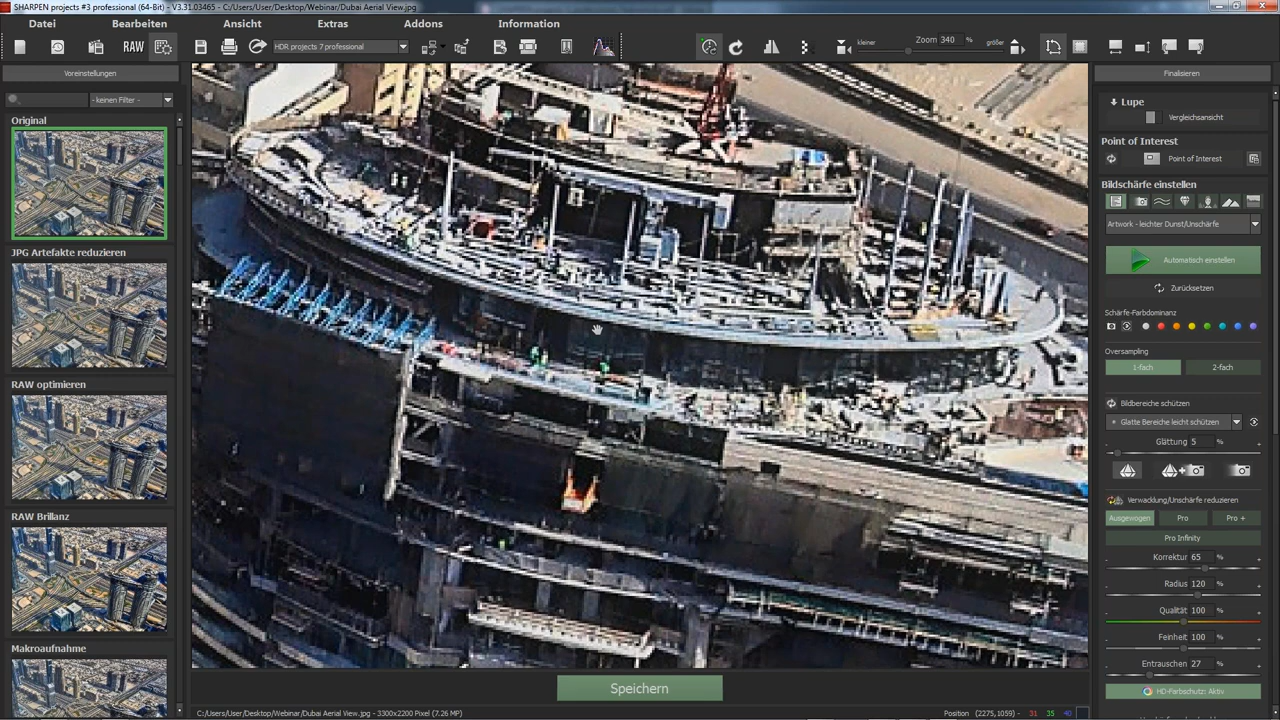 SHARPEN projects #3 professional (64-Bit) - V3.31.03465 - C:/Users/User/Desktop/Webinar/Dubai Aerial View.jpg
Datei Bearbeiten Ansicht Extras Addons Information
RAW HDR projects 7 professional kleiner Zoom 340 % größer
Voreinstellungen
- keinen Filter -
Original
JPG Artefakte reduzieren
RAW optimieren
RAW Brillanz
Makroaufnahme
Speichern
C:/Users/User/Desktop/Webinar/Dubai Aerial View.jpg - 3300x2200 Pixel (7.26 MP)
Position (2275,1059) - 31 35 40
Finalisieren
Lupe
Vergleichsansicht
Point of Interest
Point of Interest
Bildschärfe einstellen
Artwork - leichter Dunst/Unschärfe
Automatisch einstellen
Zurücksetzen
Schärfe-Farbdominanz
Oversampling
1-fach 2-fach
Bildbereiche schützen
Glatte Bereiche leicht schützen
Glättung 5 %
Verwacklung/Unschärfe reduzieren
Ausgewogen Pro Pro +
Pro Infinity
Korrektur 65 %
Radius 120 %
Qualität 100 %
Feinheit 100 %
Entrauschen 27 %
HD-Farbschutz: Aktiv